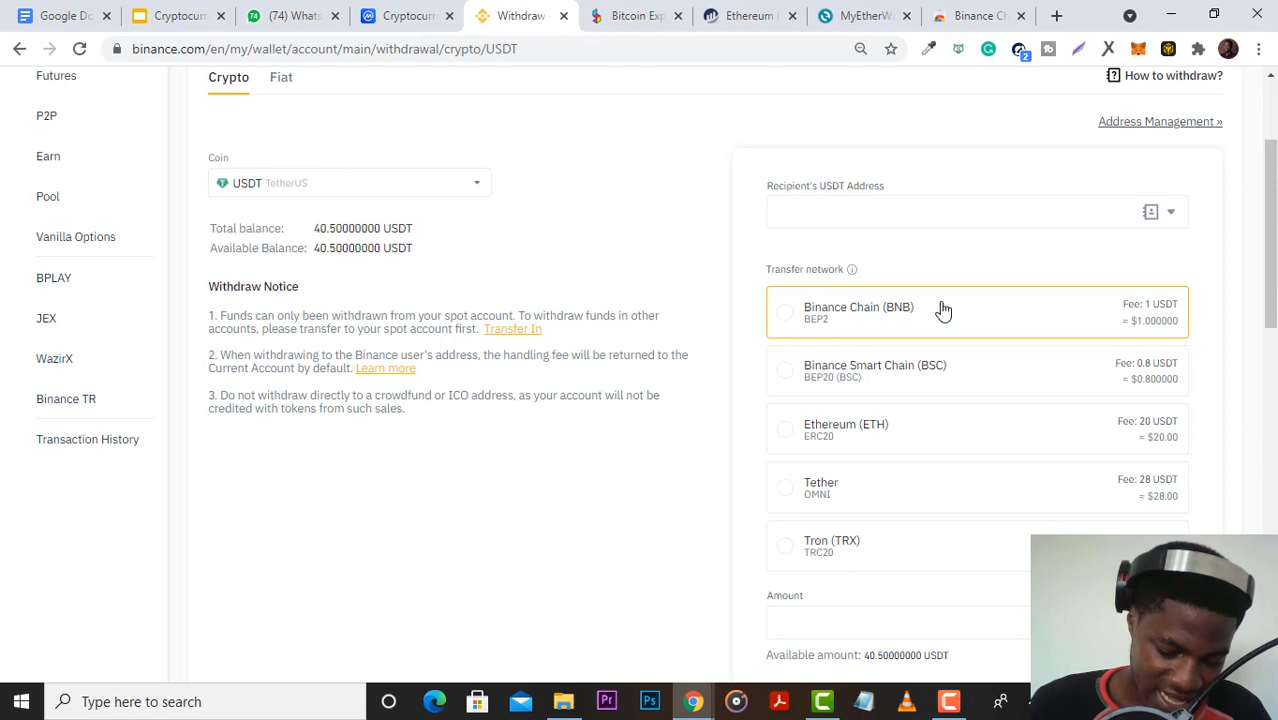 Google Do
Cryptocurr
(74) Whats
Cryptocurr
Withdraw
Bitcoin Exp
Ethereum (
MyEtherW
Binance Ch
binance.com/en/my/wallet/account/main/withdrawal/crypto/USDT
2
Futures
P2P
Earn
Pool
Vanilla Options
BPLAY
JEX
WazirX
Binance TR
Transaction History
Crypto
Fiat
How to withdraw?
Address Management »
Coin
USDT TetherUS
Total balance: 40.50000000 USDT
Available Balance: 40.50000000 USDT
Withdraw Notice
1. Funds can only been withdrawn from your spot account. To withdraw funds in other
accounts, please transfer to your spot account first. Transfer In
2. When withdrawing to the Binance user's address, the handling fee will be returned to the
Current Account by default. Learn more
3. Do not withdraw directly to a crowdfund or ICO address, as your account will not be
credited with tokens from such sales.
Recipient's USDT Address
Transfer network
Binance Chain (BNB)
BEP2
Fee: 1 USDT
≈ $1.000000
Binance Smart Chain (BSC)
BEP20 (BSC)
Fee: 0.8 USDT
≈ $0.800000
Ethereum (ETH)
ERC20
Fee: 20 USDT
≈ $20.00
Tether
OMNI
Fee: 28 USDT
≈ $28.00
Tron (TRX)
TRC20
Amount
Available amount: 40.50000000 USDT
Type here to search
Pr
Ps